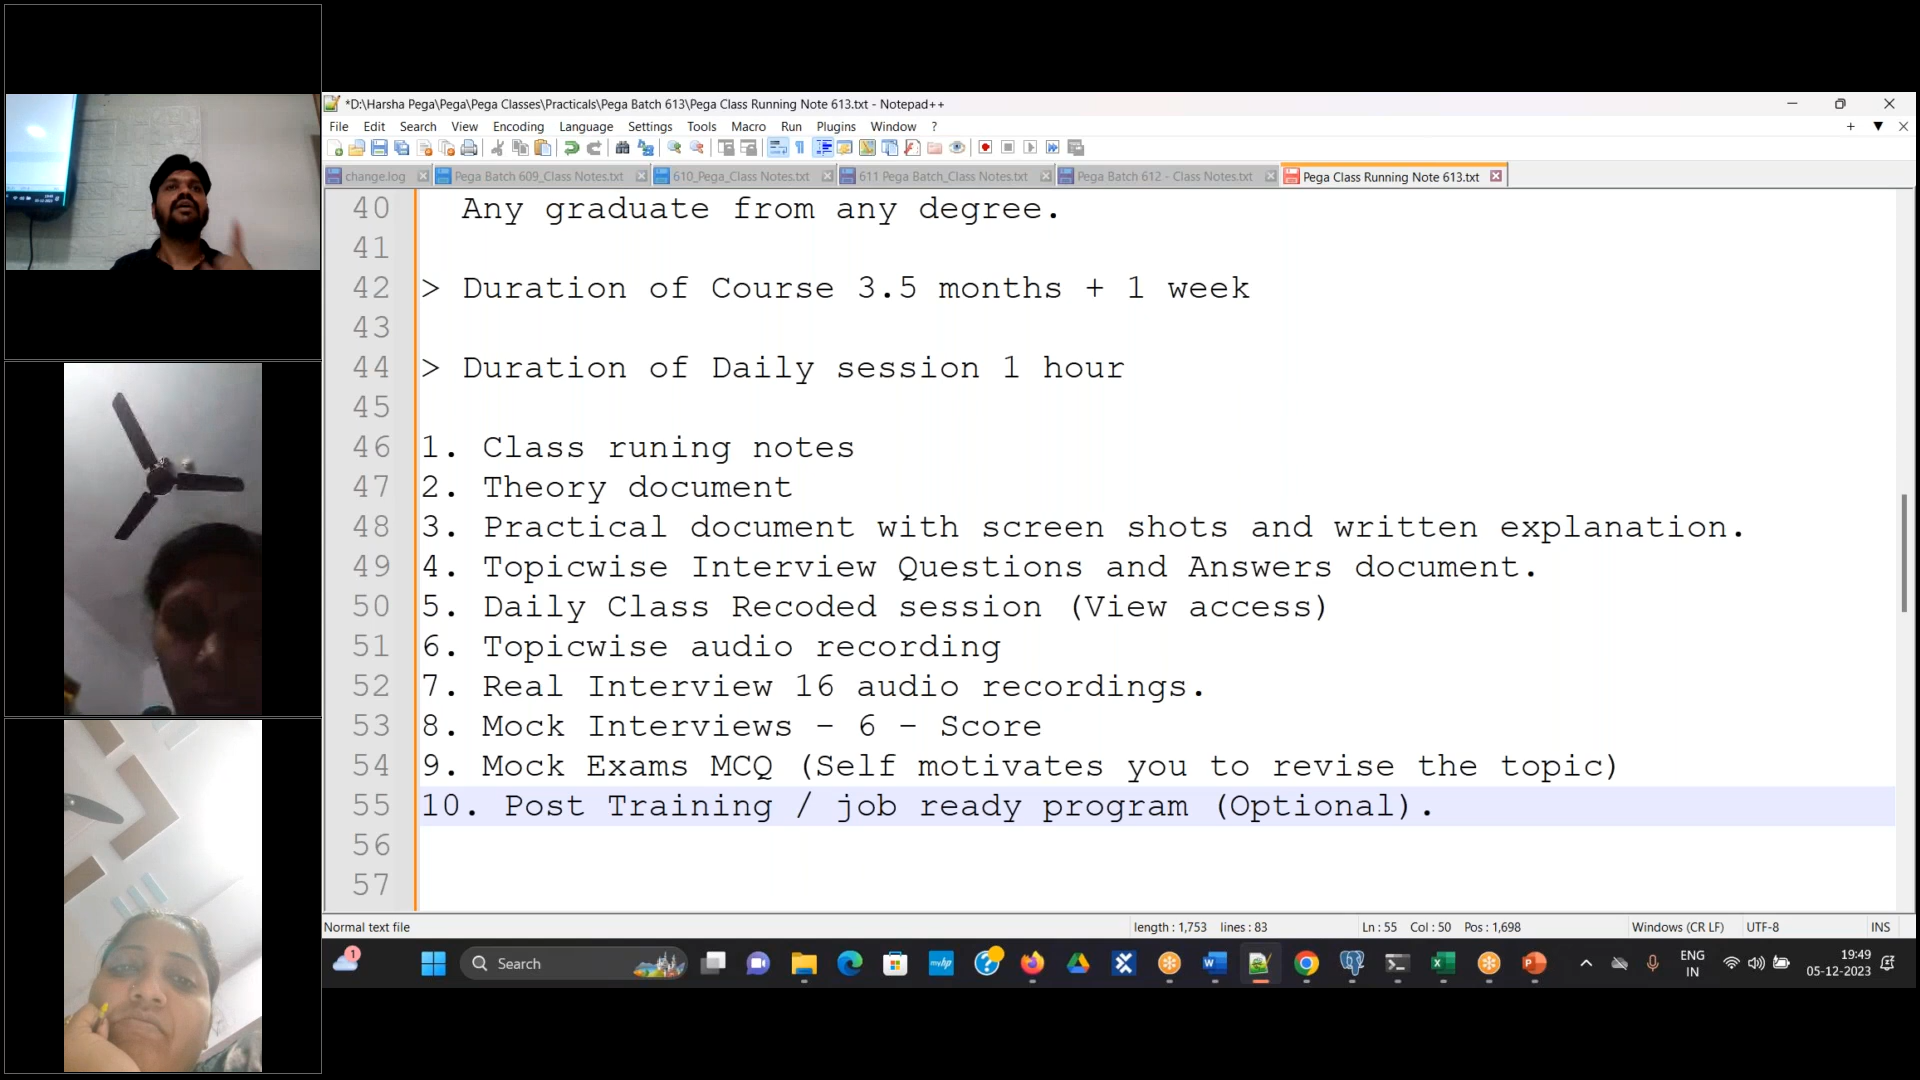 *D:\Harsha Pega\Pega\Pega Classes\Practicals\Pega Batch 613\Pega Class Running Note 613.txt - Notepad++
File Edit Search View Encoding Language Settings Tools Macro Run Plugins Window ?
change.log Pega Batch 609_Class Notes.txt 610_Pega_Class Notes.txt 611 Pega Batch_Class Notes.txt Pega Batch 612 - Class Notes.txt Pega Class Running Note 613.txt
40 Any graduate from any degree.
41
42 > Duration of Course 3.5 months + 1 week
43
44 > Duration of Daily session 1 hour
45
46 1. Class runing notes
47 2. Theory document
48 3. Practical document with screen shots and written explanation.
49 4. Topicwise Interview Questions and Answers document.
50 5. Daily Class Recoded session (View access)
51 6. Topicwise audio recording
52 7. Real Interview 16 audio recordings.
53 8. Mock Interviews - 6 - Score
54 9. Mock Exams MCQ (Self motivates you to revise the topic)
55 10. Post Training / job ready program (Optional).
56
57
Normal text file length : 1,753 lines : 83 Ln : 55 Col : 50 Pos : 1,698 Windows (CR LF) UTF-8 INS
1 Search ENG 19:49
IN 05-12-2023